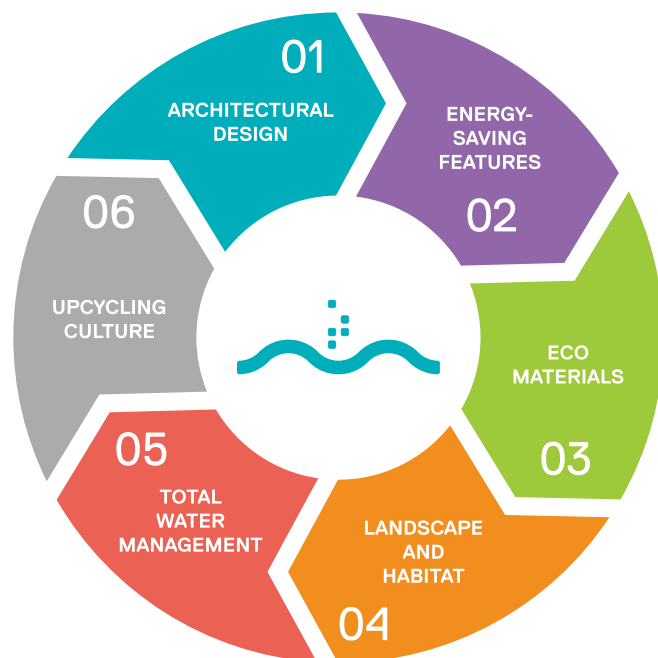 01
ARCHITECTURAL
DESIGN
ENERGY-
SAVING
FEATURES
02
ECO
MATERIALS
03
LANDSCAPE
AND
HABITAT
04
05
TOTAL
WATER
MANAGEMENT
06
UPCYCLING
CULTURE